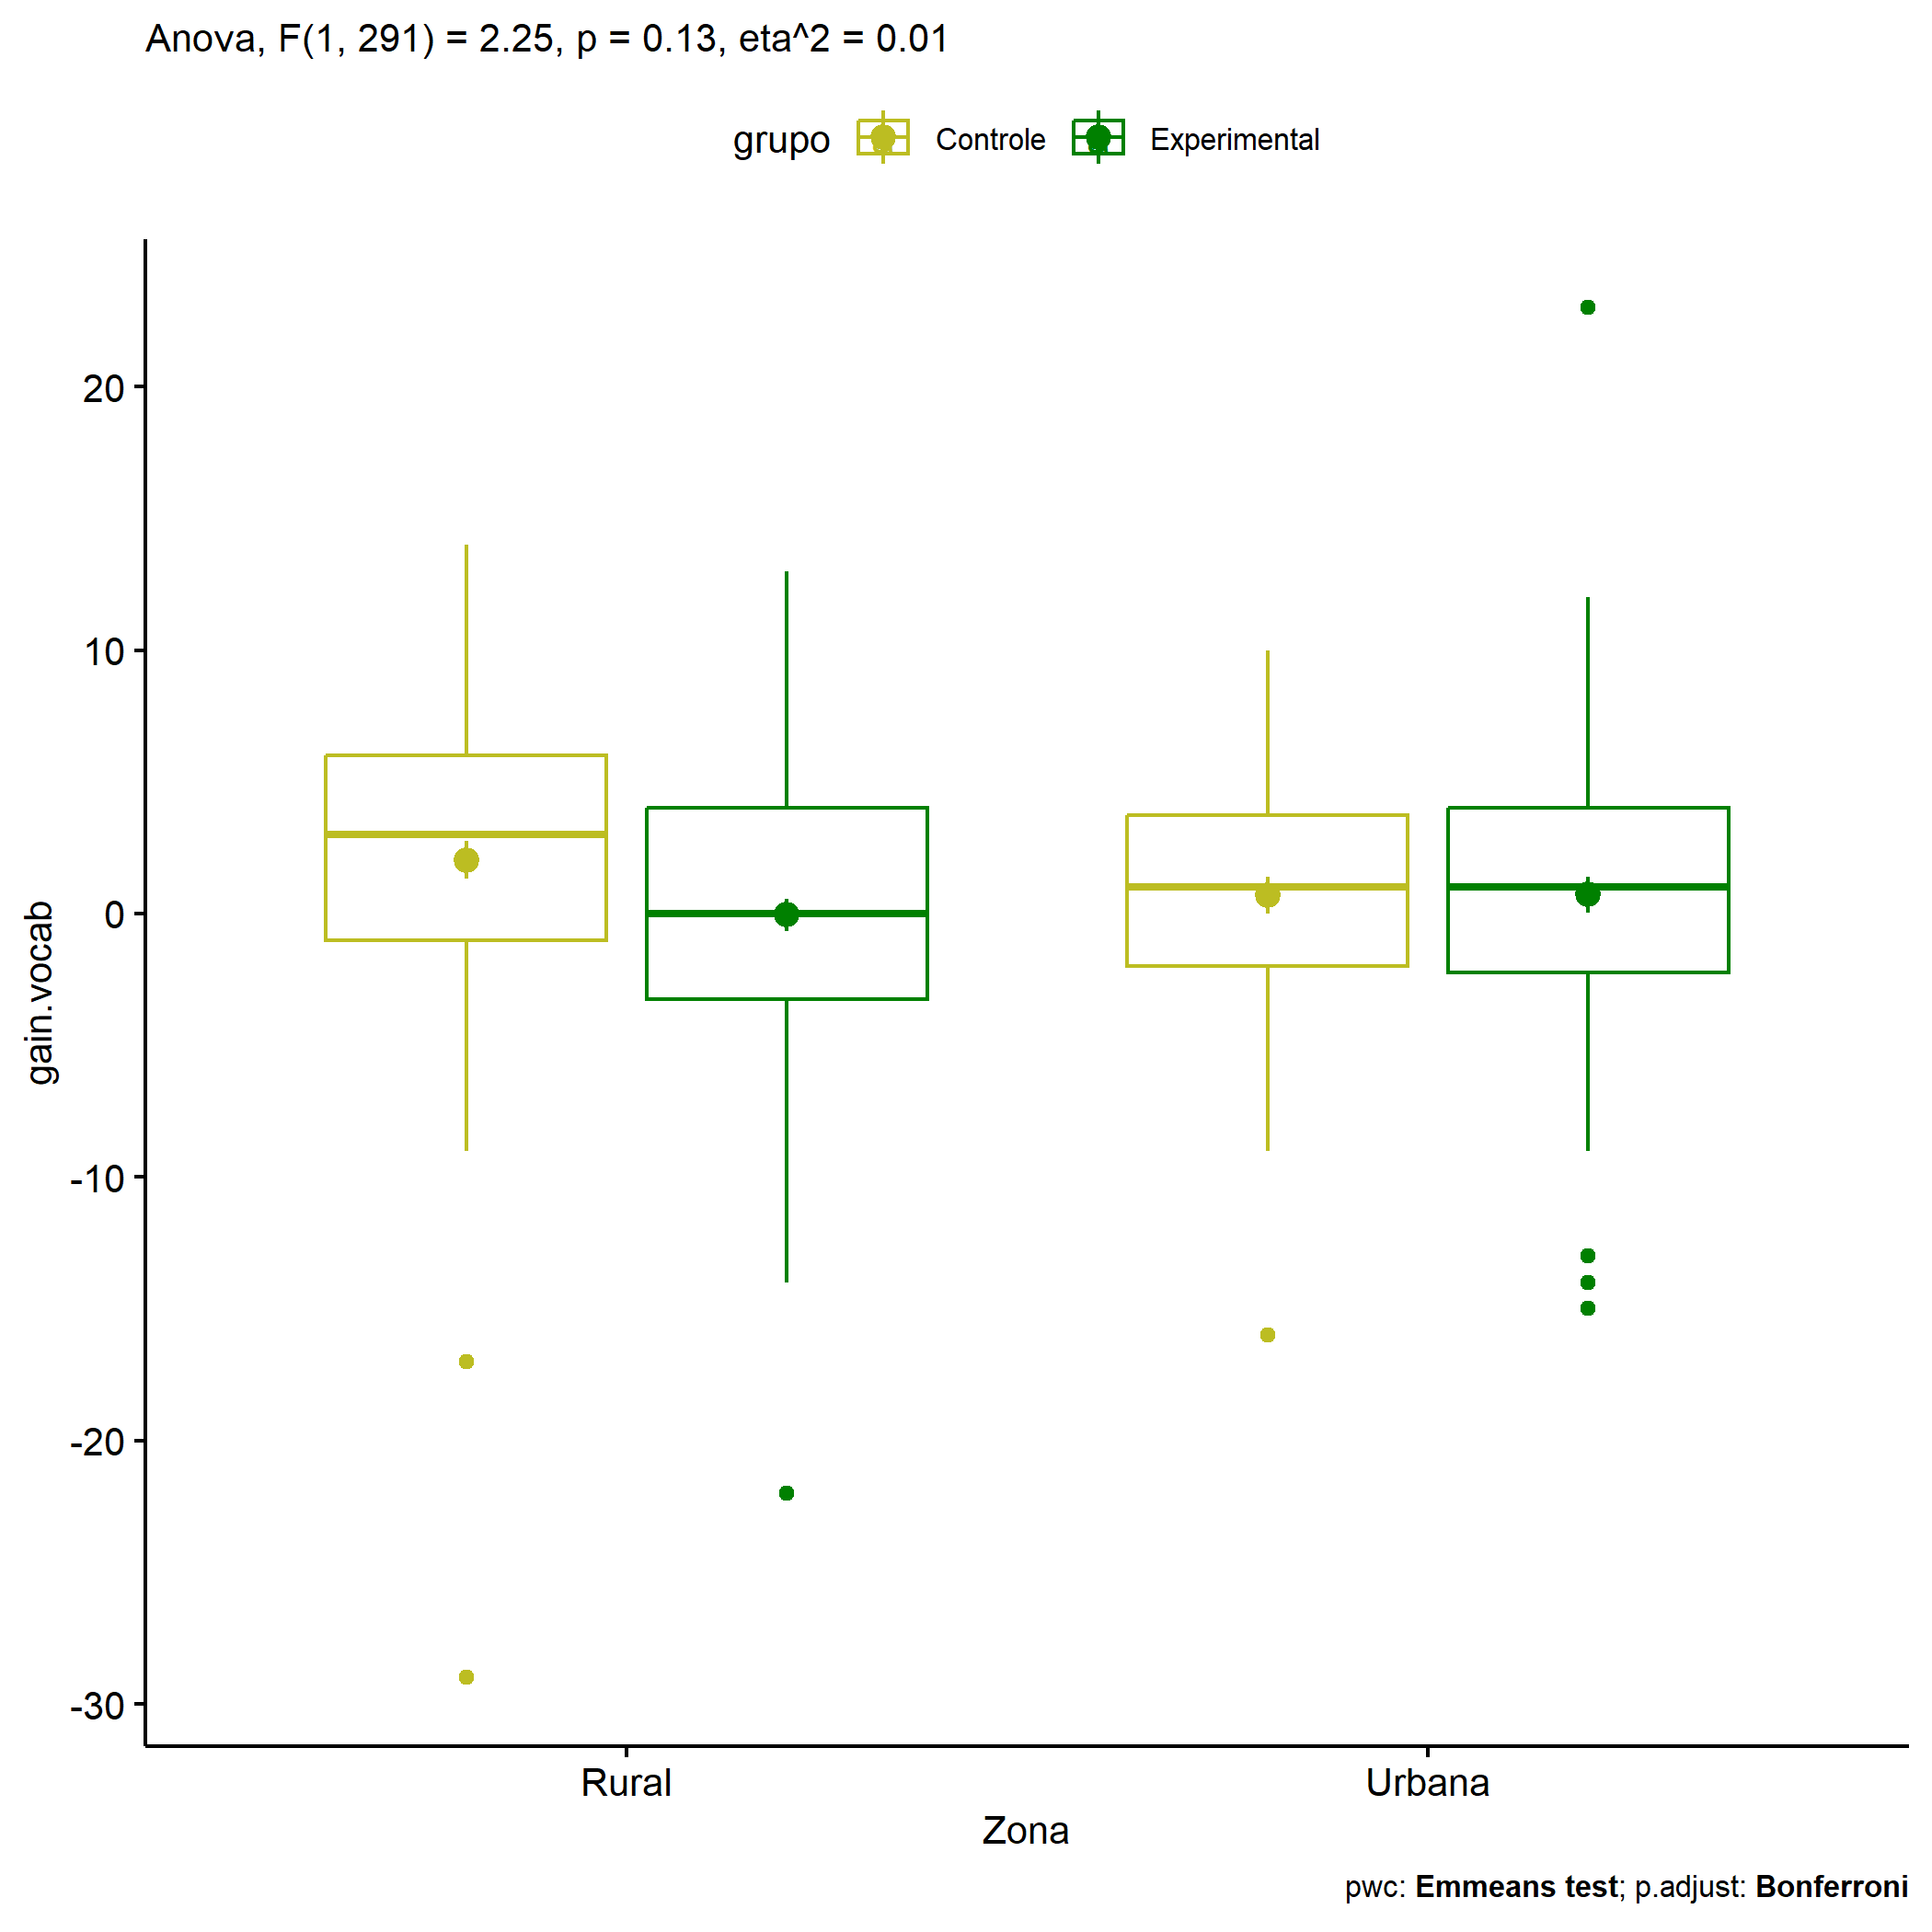 Anova, F(1, 291) = 2.25, p = 0.13, eta^2 = 0.01
grupo Controle Experimental
20
10
0
-10
-20
-30
gain.vocab
Rural Urbana
Zona
pwc: Emmeans test; p.adjust: Bonferroni